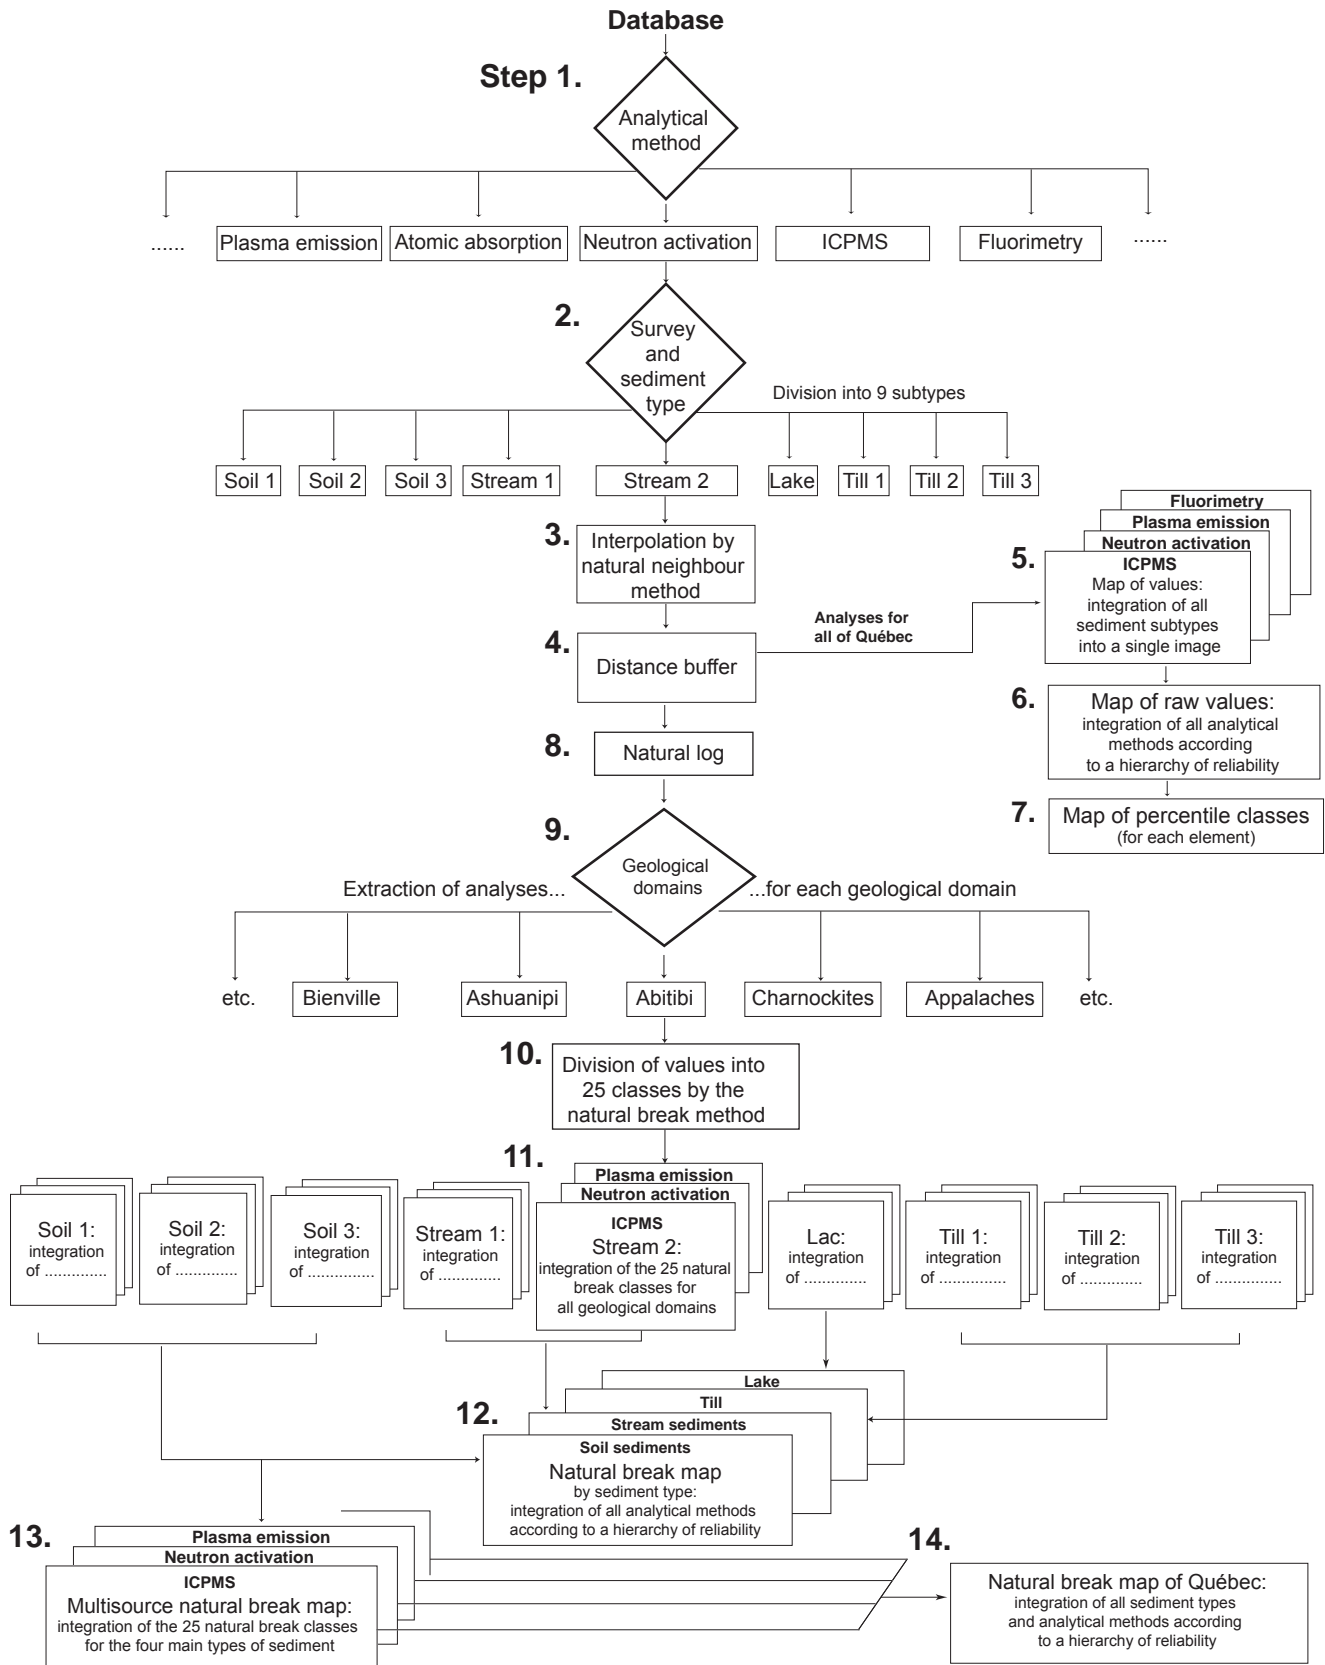 Database
Step 1.
Analytical
method
......
Plasma emission
Atomic absorption
Neutron activation
ICPMS
Fluorimetry
......
2.
Survey
and
sediment
type
Division into 9 subtypes
Soil 1
Soil 2
Soil 3
Stream 1
Stream 2
Lake
Till 1
Till 2
Till 3
3.
Interpolation by
natural neighbour
method
4.
Distance buffer
Analyses for
all of Québec
5.
Fluorimetry
Plasma emission
Neutron activation
ICPMS
Map of values:
integration of all
sediment subtypes
into a single image
6.
Map of raw values:
integration of all analytical
methods according
to a hierarchy of reliability
7.
Map of percentile classes
(for each element)
8.
Natural log
9.
Geological
domains
Extraction of analyses...
...for each geological domain
etc.
Bienville
Ashuanipi
Abitibi
Charnockites
Appalaches
etc.
10.
Division of values into
25 classes by the
natural break method
11.
Soil 1:
integration
of ..............
Soil 2:
integration
of ..............
Soil 3:
integration
of ..............
Stream 1:
integration
of ..............
Plasma emission
Neutron activation
ICPMS
Stream 2:
integration of the 25 natural
break classes for
all geological domains
Lac:
integration
of ..............
Till 1:
integration
of ..............
Till 2:
integration
of ..............
Till 3:
integration
of ..............
12.
Lake
Till
Stream sediments
Soil sediments
Natural break map
by sediment type:
integration of all analytical methods
according to a hierarchy of reliability
13.
Plasma emission
Neutron activation
ICPMS
Multisource natural break map:
integration of the 25 natural break classes
for the four main types of sediment
14.
Natural break map of Québec:
integration of all sediment types
and analytical methods according
to a hierarchy of reliability